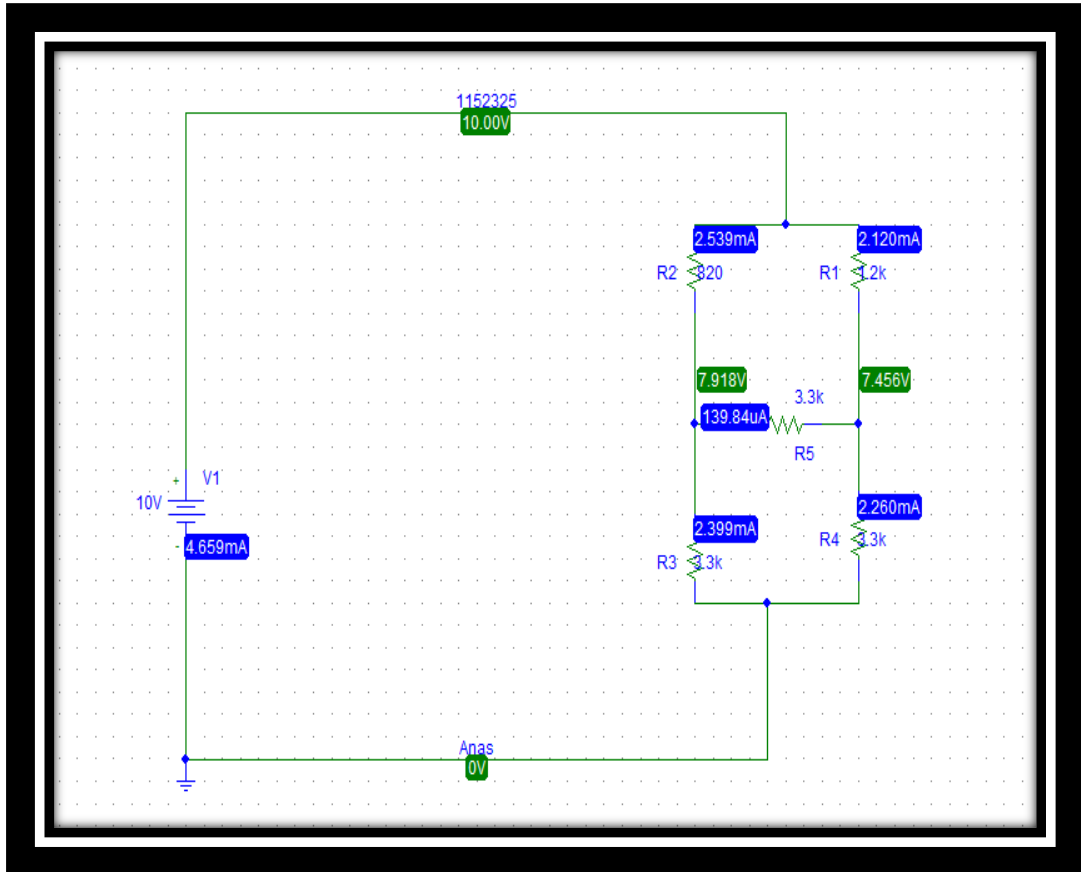 1152325
10.00V
2.539mA
2.120mA
R2 820
R1 1.2k
7.918V
7.456V
3.3k
139.84uA
R5
+ V1
10V
2.260mA
2.399mA
R4 3.3k
- 4.659mA
R3 3.3k
Anas
0V